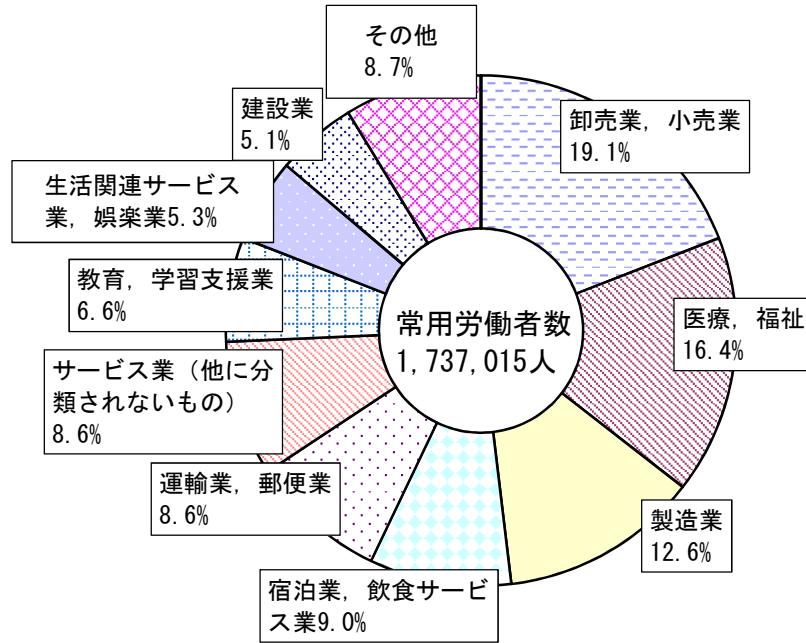 その他
8.7%
卸売業，小売業
19.1%
医療，福祉
16.4%
製造業
12.6%
宿泊業，飲食サービ
ス業9.0%
運輸業，郵便業
8.6%
サービス業（他に分
類されないもの）
8.6%
教育，学習支援業
6.6%
生活関連サービス
業，娯楽業5.3%
建設業
5.1%
常用労働者数
1,737,015人